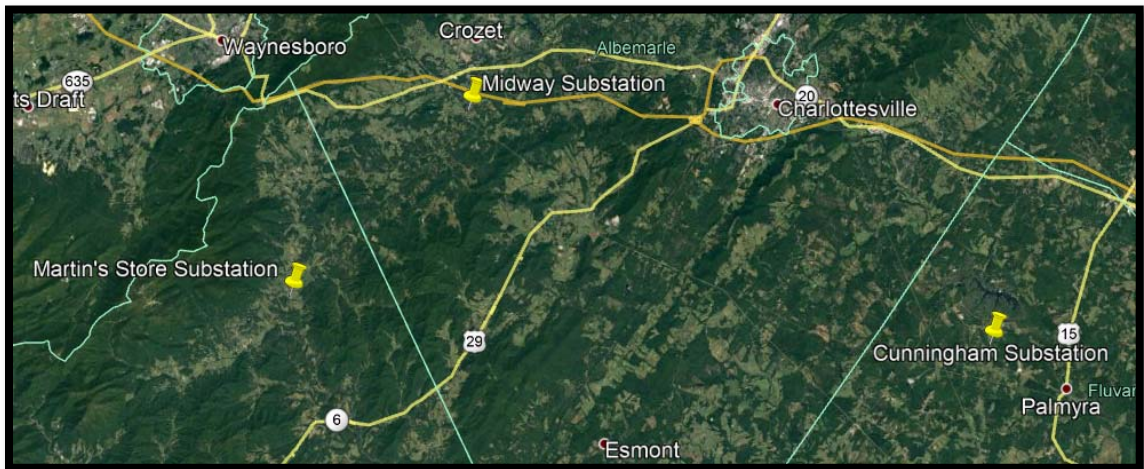 Crozet
Waynesboro
Albemarle
635
Midway Substation
ts Draft
20
Charlottesville
Martin's Store Substation
29
15
Cunningham Substation
Fluvar
Palmyra
6
Esmont